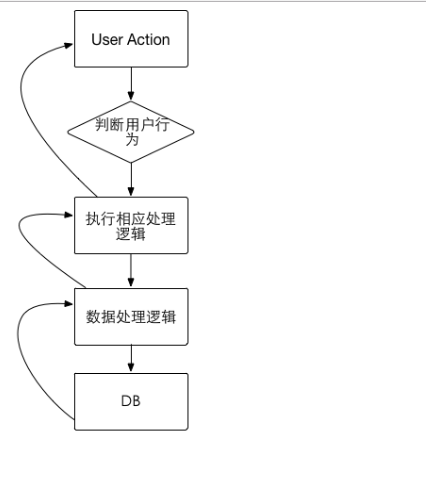 User Action
判断用户行
为
执行相应处理
逻辑
数据处理逻辑
DB